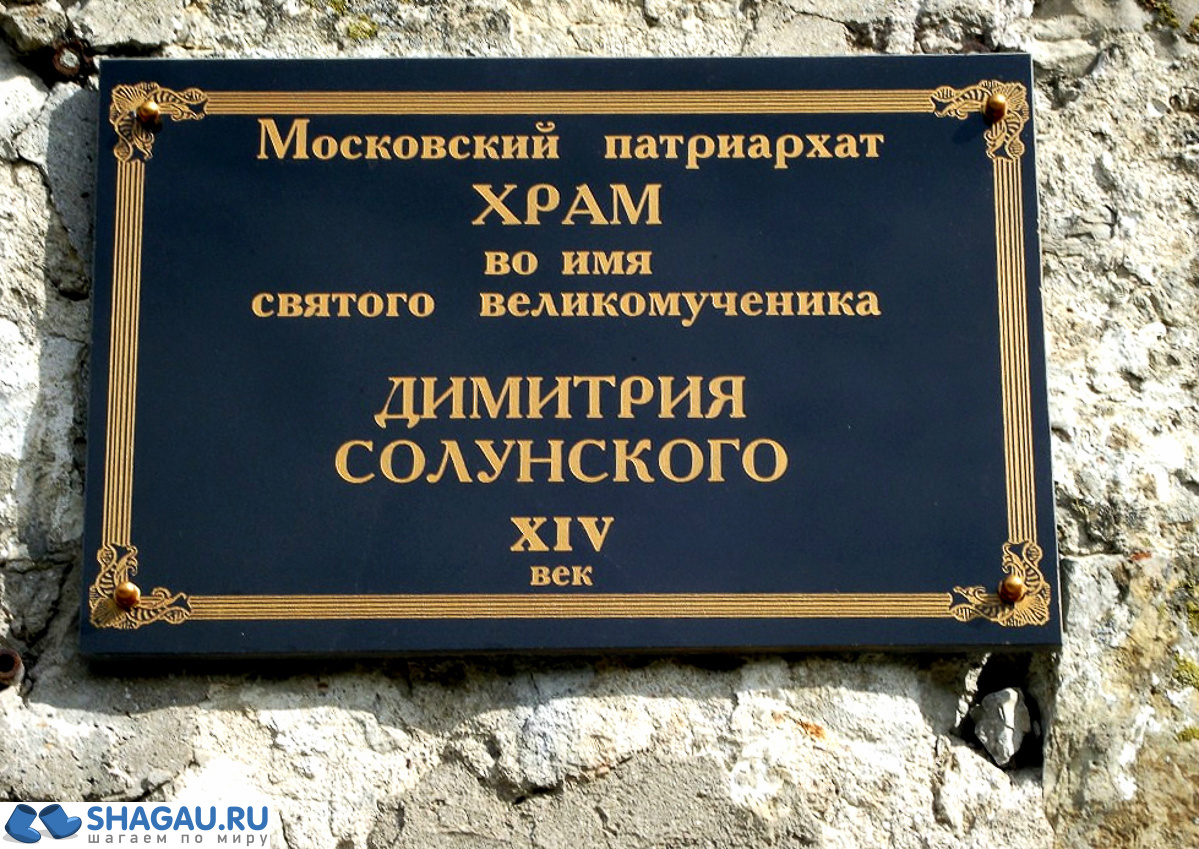 Московский патриархат
ХРАМ
во имя
святого великомученика
ДИМИТРИЯ
СОЛУНСКОГО
XIV
век
SHAGAU.RU
шагаем по миру